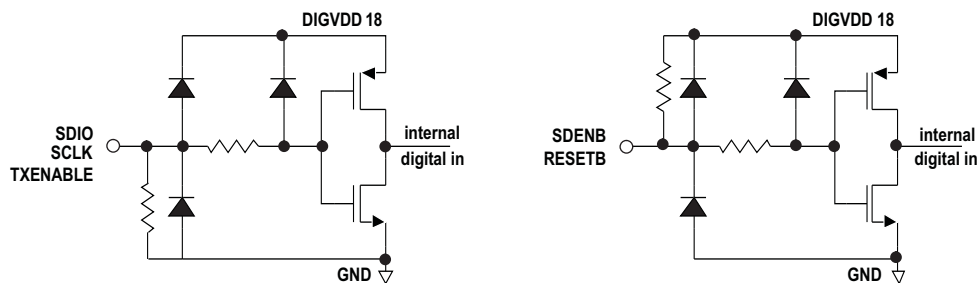 DIGVDD 18
SDIO
SCLK
TXENABLE
internal
digital in
GND
DIGVDD 18
SDENB
RESETB
internal
digital in
GND